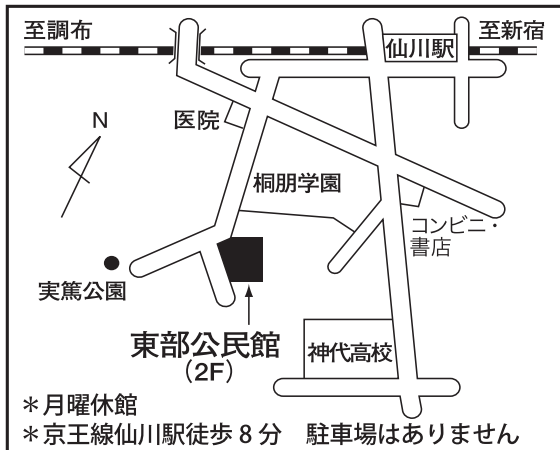 至調布
至新宿
仙川駅
N
医院
桐朋学園
コンビニ・
書店
実篤公園
東部公民館
(2F)
神代高校
＊月曜休館
＊京王線仙川駅徒歩8分　駐車場はありません